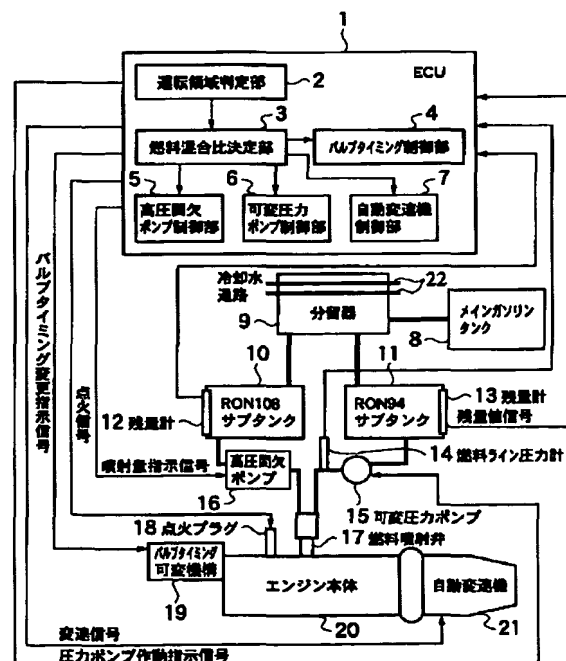 1
ECU
運転領域判定部
2
燃料混合比決定部
3
バルブタイミング制御部
4
5
高圧間欠
ポンプ制御部
6
可変圧力
ポンプ制御部
7
自動変速機
制御部
バルブタイミング変更指示信号
点火信号
冷却水
通路
22
分留器
9
メインガソリン
タンク
8
10
RON108
サブタンク
11
RON94
サブタンク
12 残量計
13 残量計
残量値信号
噴射量指示信号
高圧間欠
ポンプ
16
14 燃料ライン圧力計
15 可変圧力ポンプ
17 燃料噴射弁
18 点火プラグ
バルブタイミング
可変機構
19
エンジン本体
20
自動変速機
21
変速信号
圧力ポンプ作動指示信号